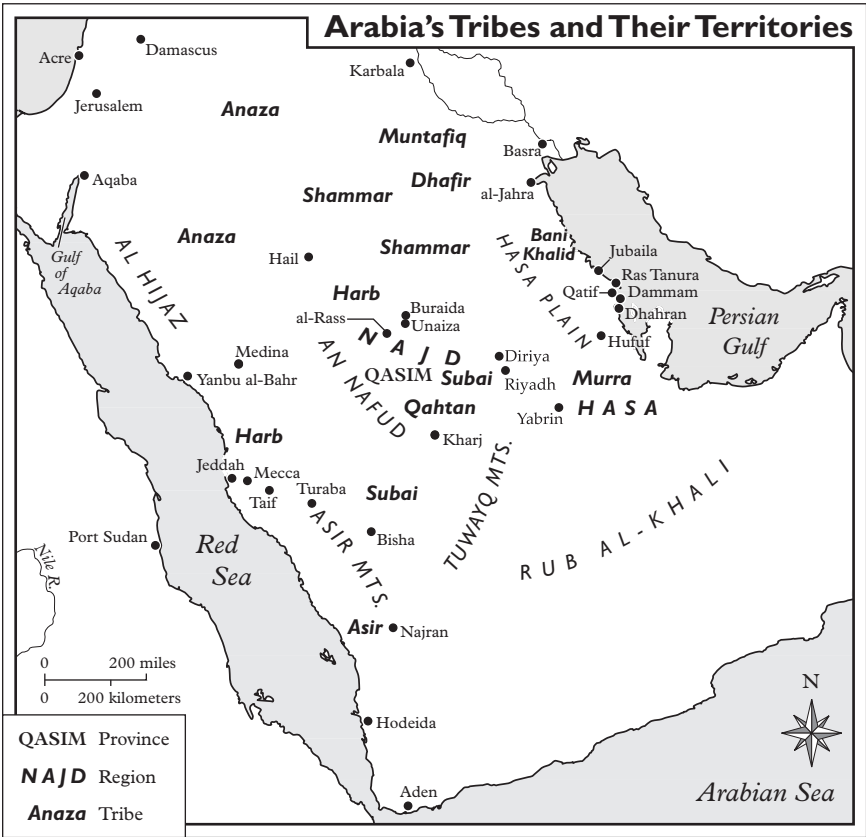 Arabia's Tribes and Their Territories
Damascus
Acre
Karbala
Jerusalem
Anaza
Muntafiq
Basra
Aqaba
Dhafir
al-Jahra
Shammar
Anaza
Bani
Khalid
Shammar
Gulf
of
Aqaba
AL HIJAZ
Hail
HASA PLAIN
Jubaila
Ras Tanura
Qatif
Dammam
Dhahran
Harb
Buraida
al-Rass
Unaiza
Persian
Gulf
NAJD
Hufuf
Medina
AN NAFUD
Diriya
QASIM
Subai
Riyadh
Murra
Yanbu al-Bahr
Qahtan
Yabrin
HASA
Harb
Kharj
Jeddah
Mecca
Taif
Turaba
Subai
TUWAYQ MTS.
RUB AL-KHALI
ASIR MTS.
Bisha
Port Sudan
Red
Sea
Nile R.
Asir
Najran
0 200 miles
0 200 kilometers
Hodeida
N
QASIM Province
NAJD Region
Anaza Tribe
Aden
Arabian Sea